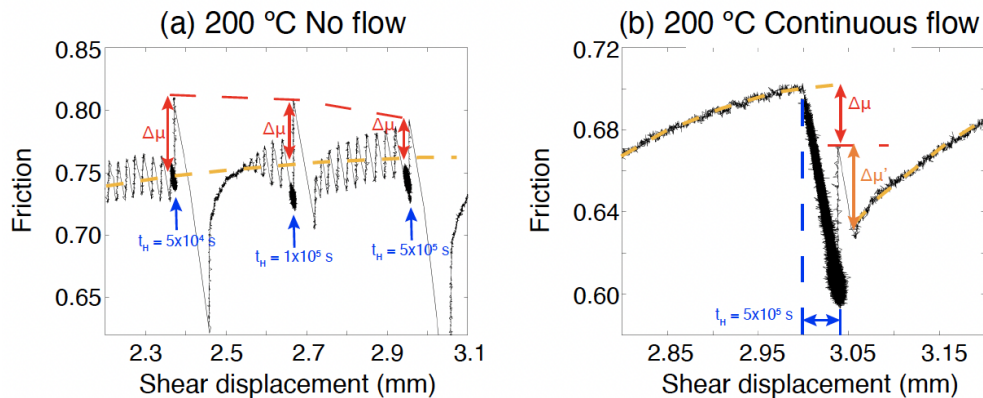 (a) 200 ºC No flow
0.85
0.80
0.75
0.70
0.65
Friction
Δμ
Δμ
Δμ
tH = 5x10⁴ s
tH = 1x10⁵ s
tH = 5x10⁵ s
2.3 2.5 2.7 2.9 3.1
Shear displacement (mm)
(b) 200 ºC Continuous flow
0.72
0.68
0.64
0.60
Friction
Δμ
Δμ'
tH = 5x10⁵ s
2.85 2.95 3.05 3.15
Shear displacement (mm)